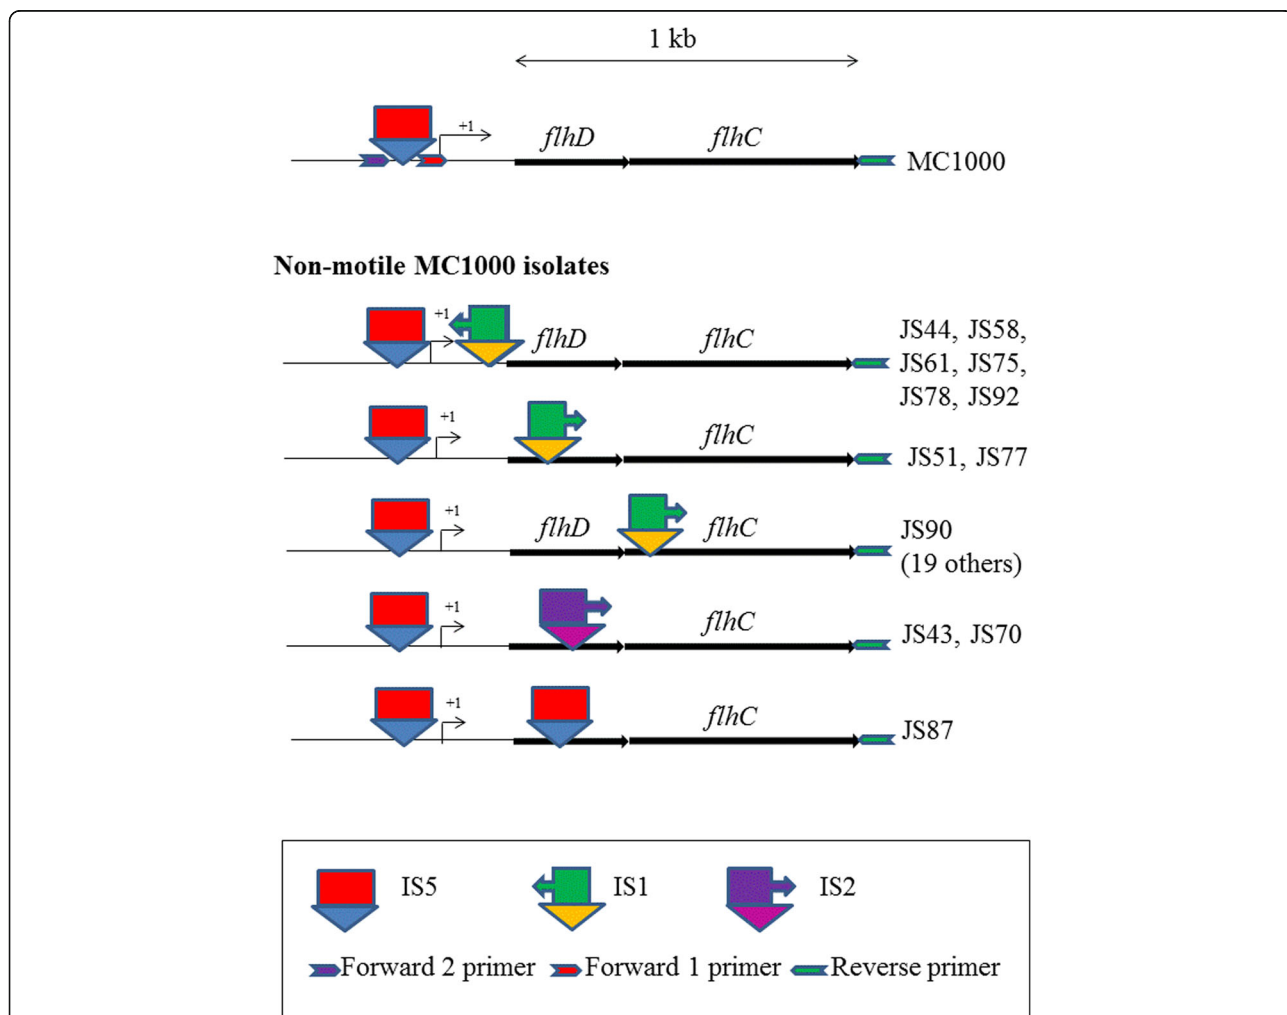 1 kb
+1
flhD
flhC
MC1000
Non-motile MC1000 isolates
+1
flhD
flhC
JS44, JS58,
JS61, JS75,
JS78, JS92
+1
flhC
JS51, JS77
+1
flhD
flhC
JS90
(19 others)
+1
flhC
JS43, JS70
+1
flhC
JS87
IS5
IS1
IS2
Forward 2 primer
Forward 1 primer
Reverse primer